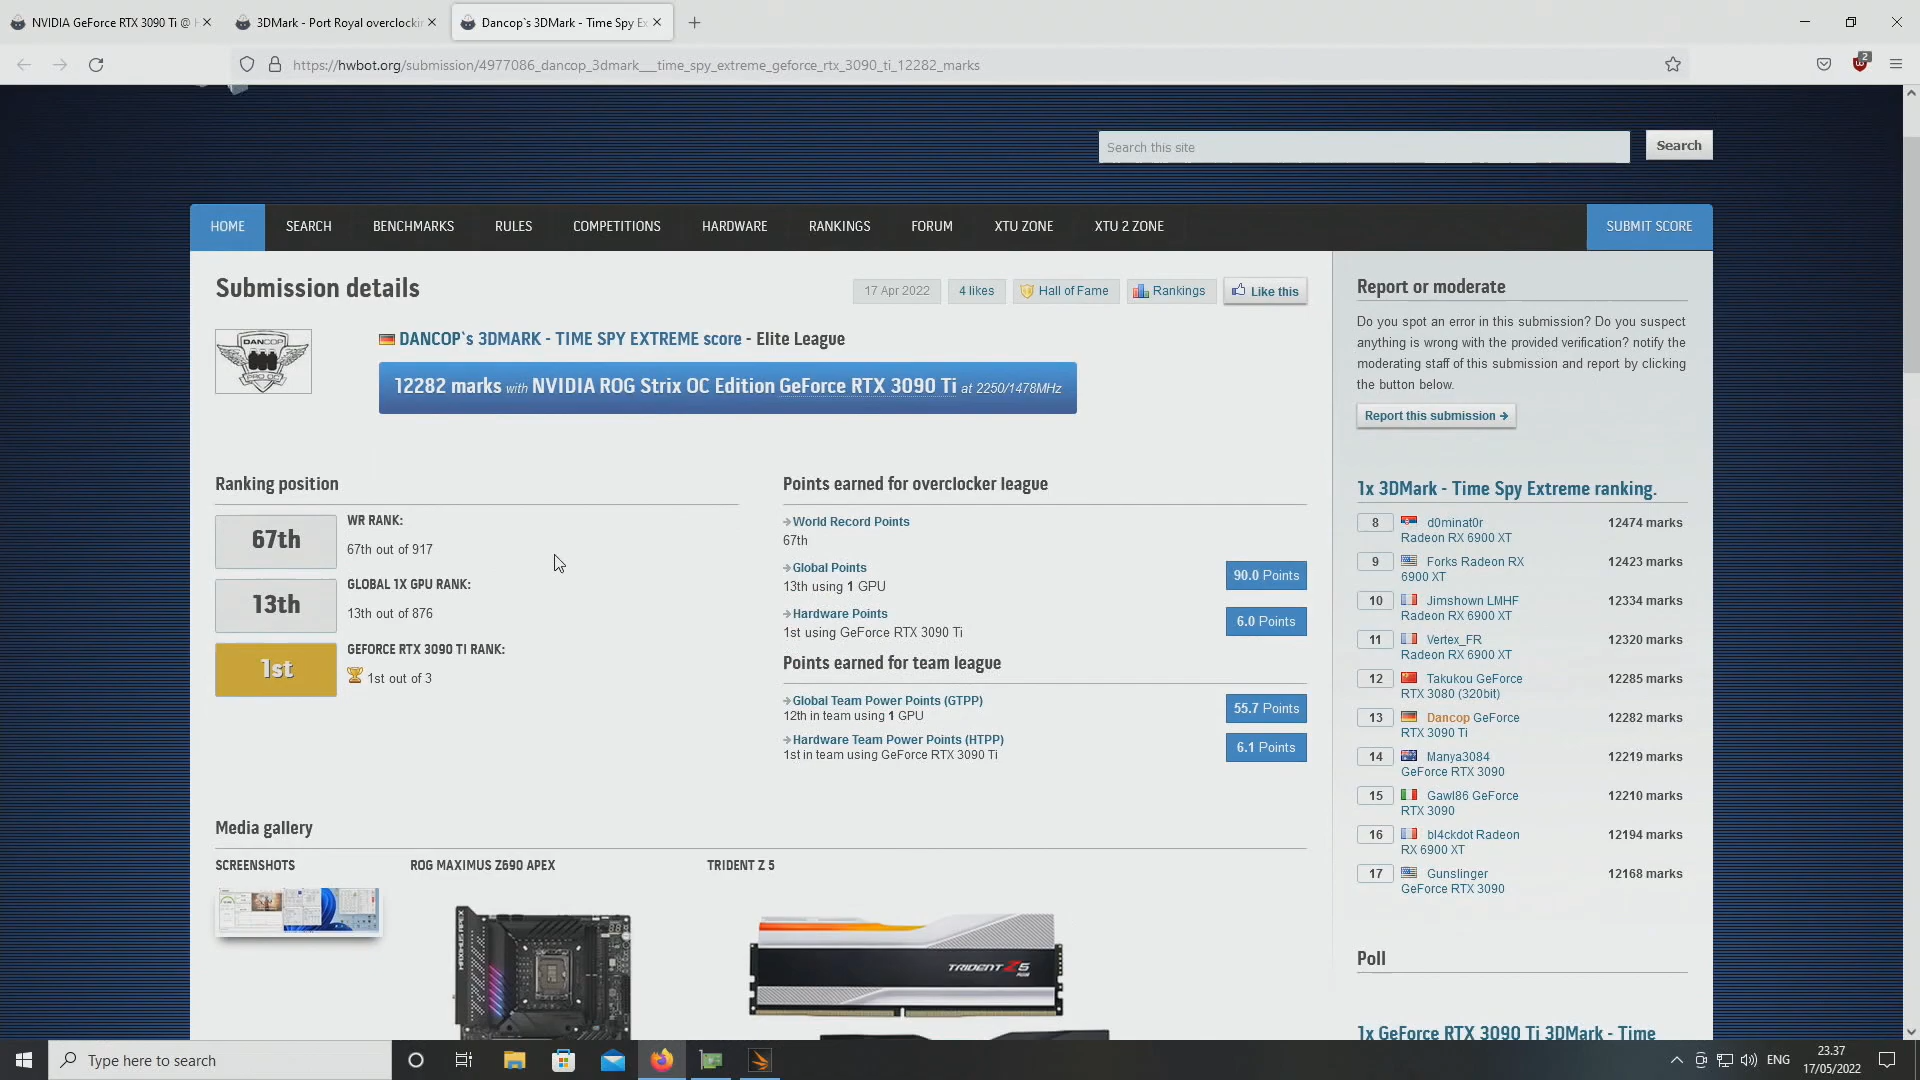 NVIDIA GeForce RTX 3090 Ti @
3DMark - Port Royal overclockin
Dancop`s 3DMark - Time Spy Ex
https://hwbot.org/submission/4977086_dancop_3dmark___time_spy_extreme_geforce_rtx_3090_ti_12282_marks
2
Search this site
Search
HOME SEARCH BENCHMARKS RULES COMPETITIONS HARDWARE RANKINGS FORUM XTU ZONE XTU 2 ZONE SUBMIT SCORE
Submission details
17 Apr 2022
4 likes
Hall of Fame
Rankings
Like this
DANCOP
PRO OC
DANCOP`s 3DMARK - TIME SPY EXTREME score - Elite League
12282 marks with NVIDIA ROG Strix OC Edition GeForce RTX 3090 Ti at 2250/1478MHz
Ranking position
67th
WR RANK:
67th out of 917
13th
GLOBAL 1X GPU RANK:
13th out of 876
1st
GEFORCE RTX 3090 TI RANK:
1st out of 3
Points earned for overclocker league
World Record Points
67th
Global Points
13th using 1 GPU
90.0 Points
Hardware Points
1st using GeForce RTX 3090 Ti
6.0 Points
Points earned for team league
Global Team Power Points (GTPP)
12th in team using 1 GPU
55.7 Points
Hardware Team Power Points (HTPP)
1st in team using GeForce RTX 3090 Ti
6.1 Points
Media gallery
SCREENSHOTS
ROG MAXIMUS Z690 APEX
MAXIMUS APEX
TRIDENT Z 5
TRIDENT Z5
Report or moderate
Do you spot an error in this submission? Do you suspect
anything is wrong with the provided verification? notify the
moderating staff of this submission and report by clicking
the button below.
Report this submission
1x 3DMark - Time Spy Extreme ranking.
8 d0minat0r 12474 marks
Radeon RX 6900 XT
9 Forks Radeon RX 12423 marks
6900 XT
10 Jimshown LMHF 12334 marks
Radeon RX 6900 XT
11 Vertex_FR 12320 marks
Radeon RX 6900 XT
12 Takukou GeForce 12285 marks
RTX 3080 (320bit)
13 Dancop GeForce 12282 marks
RTX 3090 Ti
14 Manya3084 12219 marks
GeForce RTX 3090
15 Gawl86 GeForce 12210 marks
RTX 3090
16 bl4ckdot Radeon 12194 marks
RX 6900 XT
17 Gunslinger 12168 marks
GeForce RTX 3090
Poll
1x GeForce RTX 3090 Ti 3DMark - Time
Type here to search
ENG
23.37
17/05/2022